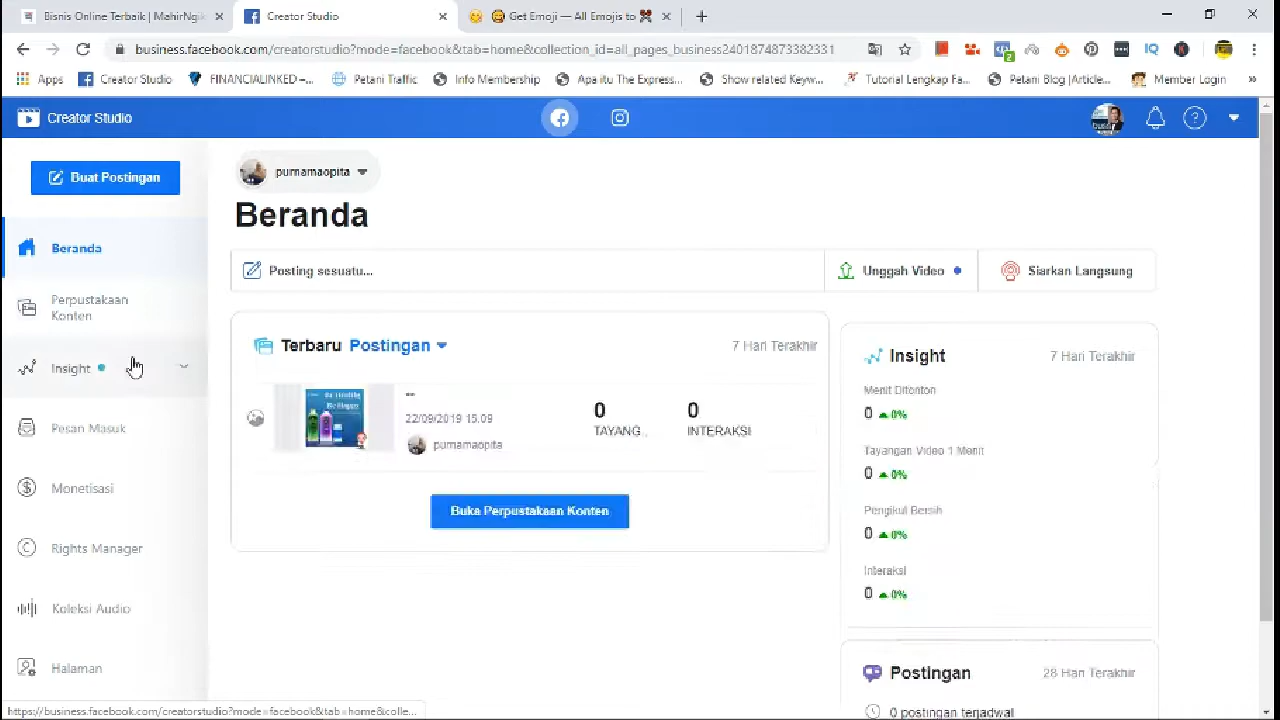 Bisnis Online Terbaik | MahirNgik
Creator Studio
Get Emoji — All Emojis to
business.facebook.com/creatorstudio?mode=facebook&tab=home&collection_id=all_pages_business2401874873382331
Apps
Creator Studio
FINANCIALINKED –...
Petani Traffic
Info Membership
Apa itu The Express...
Show related Keyw...
Tutorial Lengkap Fa...
Petani Blog |Article...
Member Login
Creator Studio
Buat Postingan
purnamaopita
Beranda
Beranda
Posting sesuatu...
Unggah Video
Siarkan Langsung
Perpustakaan
Konten
Insight
Pesan Masuk
Monetisasi
Rights Manager
Koleksi Audio
Halaman
Terbaru Postingan
7 Hari Terakhir
--
22/09/2019 15.09
purnamaopita
0
TAYANG..
0
INTERAKSI
Buka Perpustakaan Konten
Insight
7 Hari Terakhir
Menit Ditonton
0 0%
Tayangan Video 1 Menit
0 0%
Pengikut Bersih
0 0%
Interaksi
0 0%
Postingan
28 Hari Terakhir
0 postingan terjadwal
https://business.facebook.com/creatorstudio?mode=facebook&tab=home&colle...